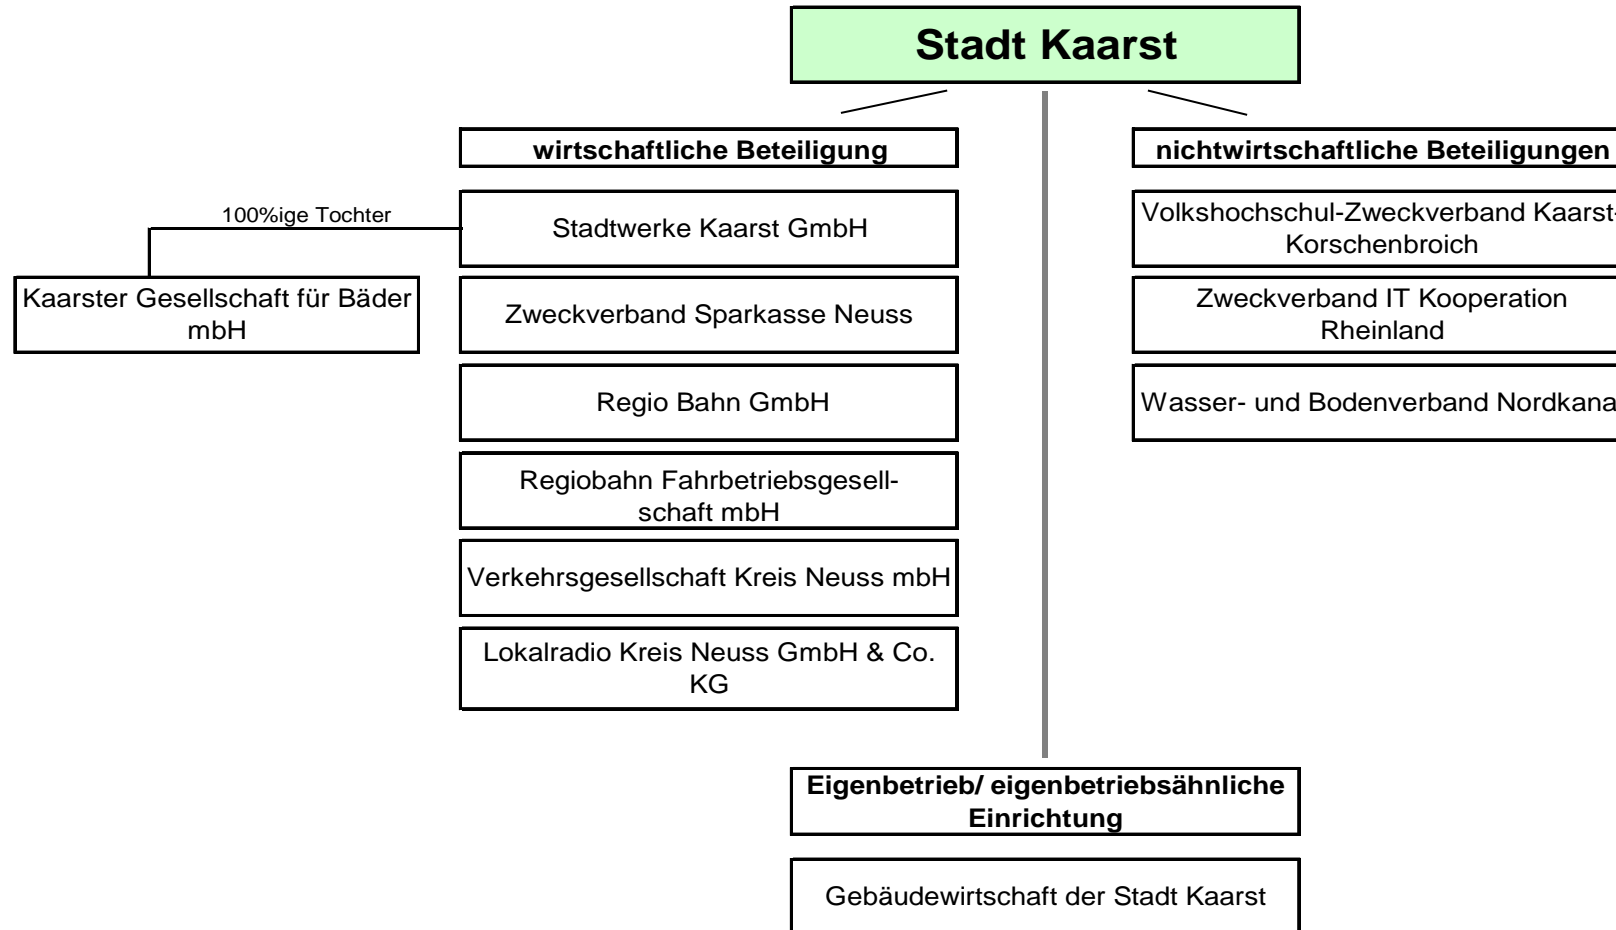 Stadt Kaarst
wirtschaftliche Beteiligung
nichtwirtschaftliche Beteiligungen
100%ige Tochter
Stadtwerke Kaarst GmbH
Volkshochschul-Zweckverband Kaarst-
Korschenbroich
Kaarster Gesellschaft für Bäder
mbH
Zweckverband Sparkasse Neuss
Zweckverband IT Kooperation
Rheinland
Regio Bahn GmbH
Wasser- und Bodenverband Nordkana
Regiobahn Fahrbetriebsgesell-
schaft mbH
Verkehrsgesellschaft Kreis Neuss mbH
Lokalradio Kreis Neuss GmbH & Co.
KG
Eigenbetrieb/ eigenbetriebsähnliche
Einrichtung
Gebäudewirtschaft der Stadt Kaarst